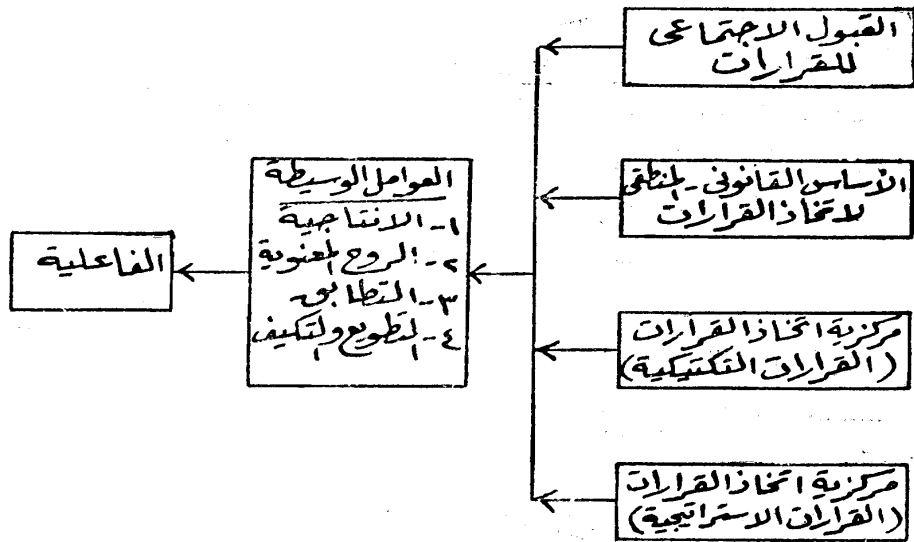 القبول الاجتماعى
للقرارات
الأساس القانونى - المنطقى
لاتخاذ القرارات
مركزية اتخاذ القرارات
(القرارات التكتيكية)
مركزية اتخاذ القرارات
(القرارات الاستراتيجية)
العوامل الوسيطة
١- الانتاجية
٢- الروح المعنوية
٣- التطابق
٤- التطويع والتكيف
الفاعلية